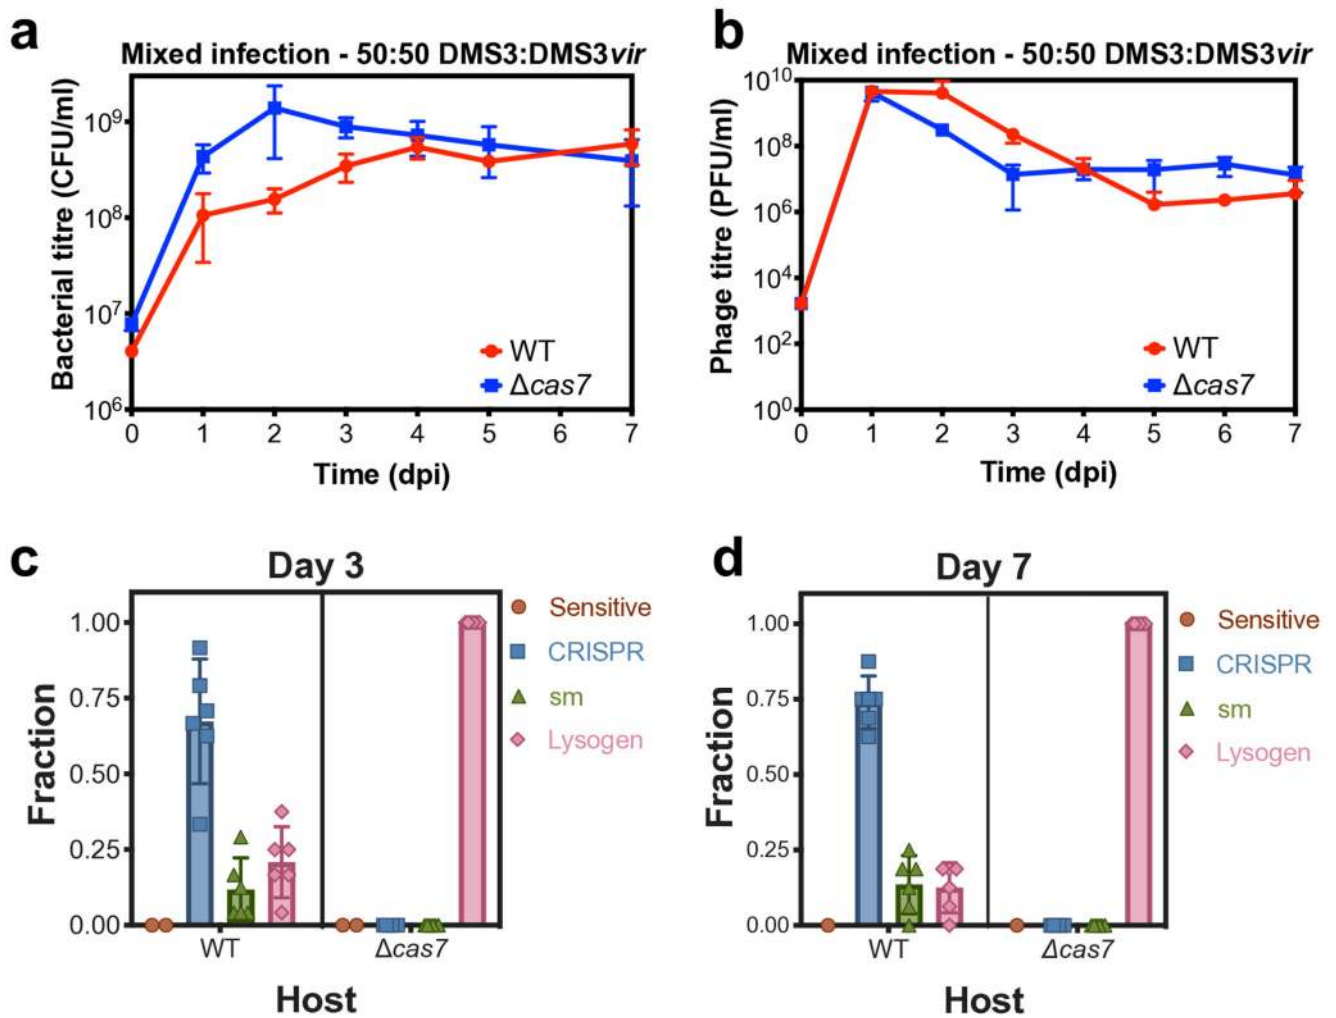 a
Mixed infection - 50:50 DMS3:DMS3vir
Bacterial titre (CFU/ml)
10⁹
10⁸
10⁷
10⁶
WT
Δcas7
0 1 2 3 4 5 6 7
Time (dpi)
b
Mixed infection - 50:50 DMS3:DMS3vir
Phage titre (PFU/ml)
10¹⁰
10⁸
10⁶
10⁴
10²
10⁰
WT
Δcas7
0 1 2 3 4 5 6 7
Time (dpi)
c
Day 3
Fraction
1.00
0.75
0.50
0.25
0.00
WT Δcas7
Host
Sensitive
CRISPR
sm
Lysogen
d
Day 7
Fraction
1.00
0.75
0.50
0.25
0.00
WT Δcas7
Host
Sensitive
CRISPR
sm
Lysogen